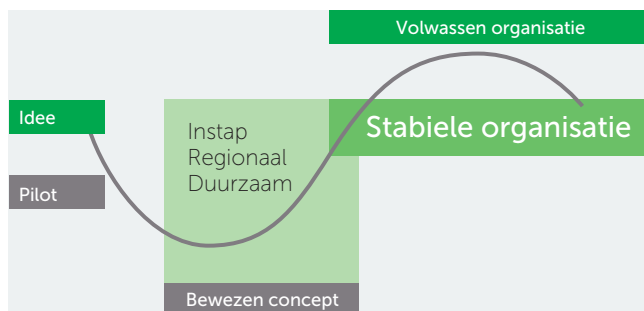 Volwassen organisatie
Idee
Instap
Regionaal
Duurzaam
Stabiele organisatie
Pilot
Bewezen concept